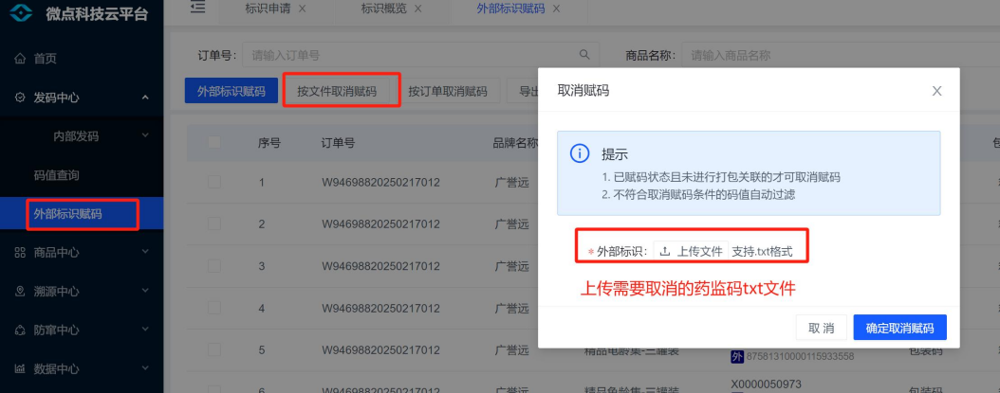 微点科技云平台
标识申请 ×
标识概览 ×
外部标识赋码 ×
首页
发码中心
内部发码
码值查询
外部标识赋码
商品中心
溯源中心
防窜中心
数据中心
订单号: 请输入订单号
商品名称: 请输入商品名称
外部标识赋码 按文件取消赋码 按订单取消赋码 导出
序号 订单号 品牌名称
1 W94698820250217012 广誉远
2 W94698820250217012 广誉远
3 W94698820250217012 广誉远
4 W94698820250217012 广誉远
5 W94698820250217012 广誉远 精品龟龄集-三罐装 外 87581310000115933558 包装码
6 W94698820250217012 广誉远 精品龟龄集-三罐装 X0000050973 包装码
取消赋码
提示
1. 已赋码状态且未进行打包关联的才可取消赋码
2. 不符合取消赋码条件的码值自动过滤
* 外部标识: 上传文件 支持.txt格式
上传需要取消的药监码txt文件
取 消 确定取消赋码